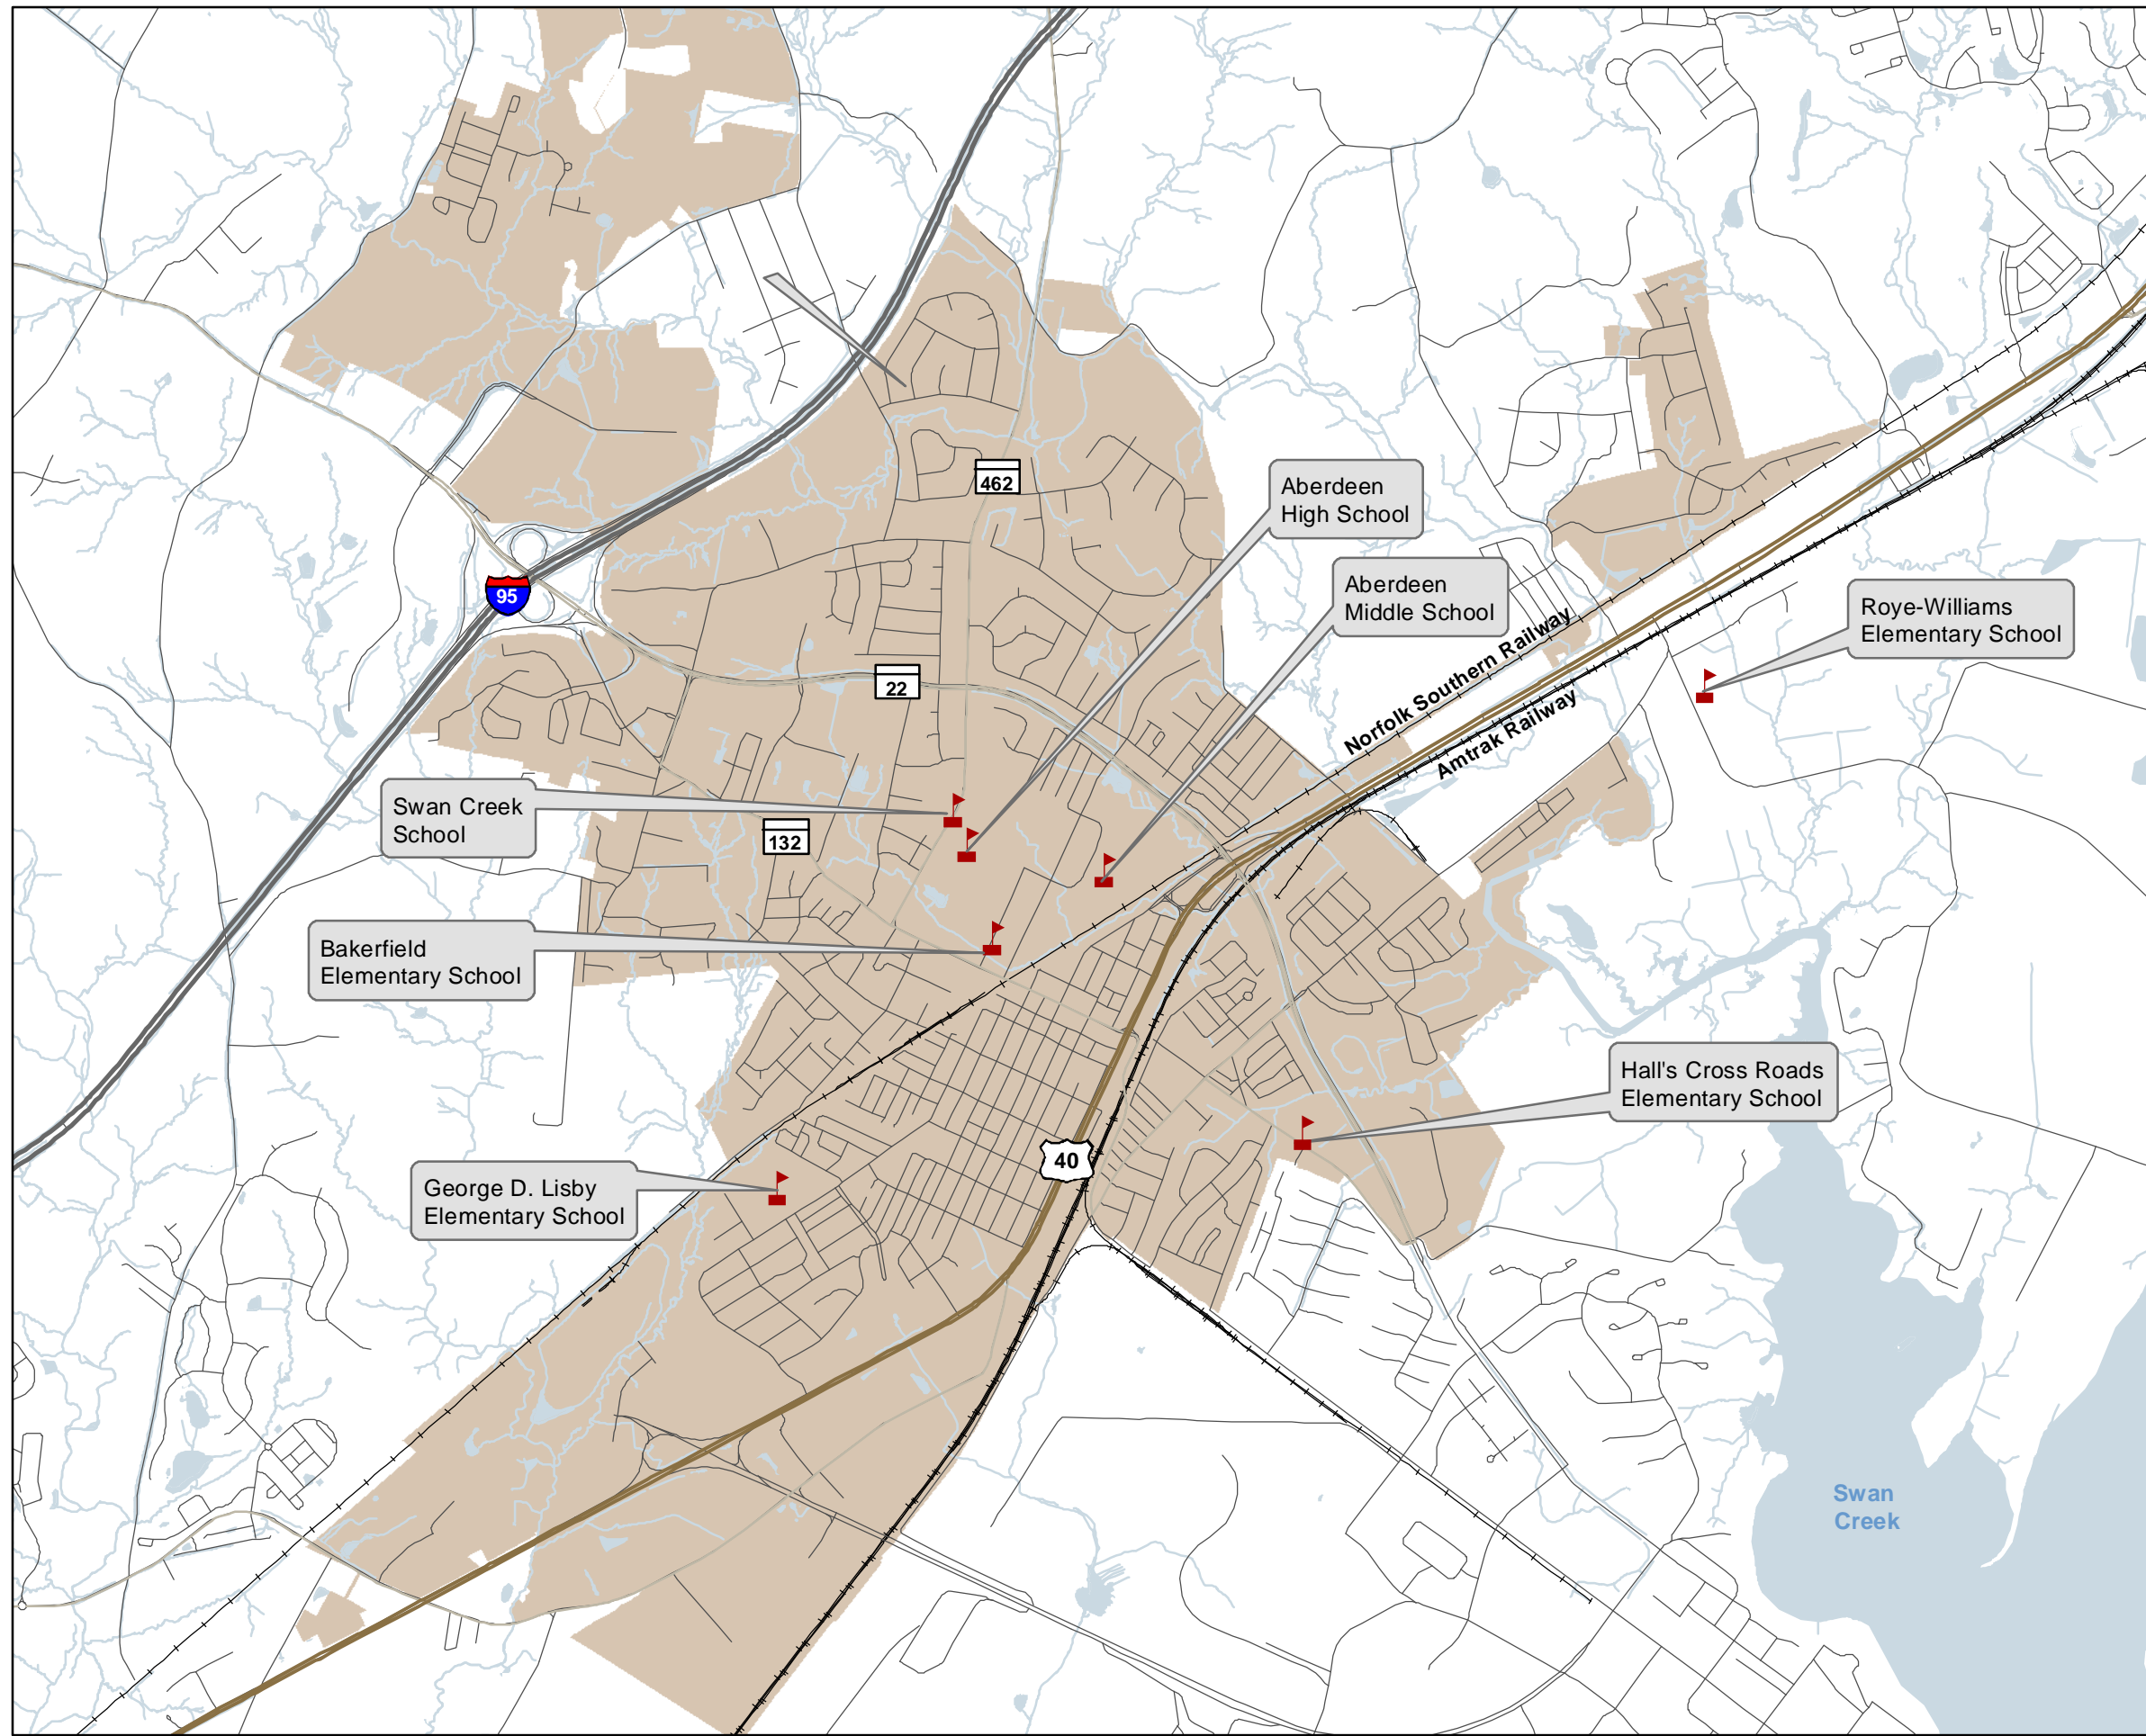 462
Aberdeen
High School
95
Aberdeen
Middle School
Roye-Williams
Elementary School
22
Norfolk Southern Railway
Amtrak Railway
Swan Creek
School
132
Bakerfield
Elementary School
Hall's Cross Roads
Elementary School
40
George D. Lisby
Elementary School
Swan
Creek